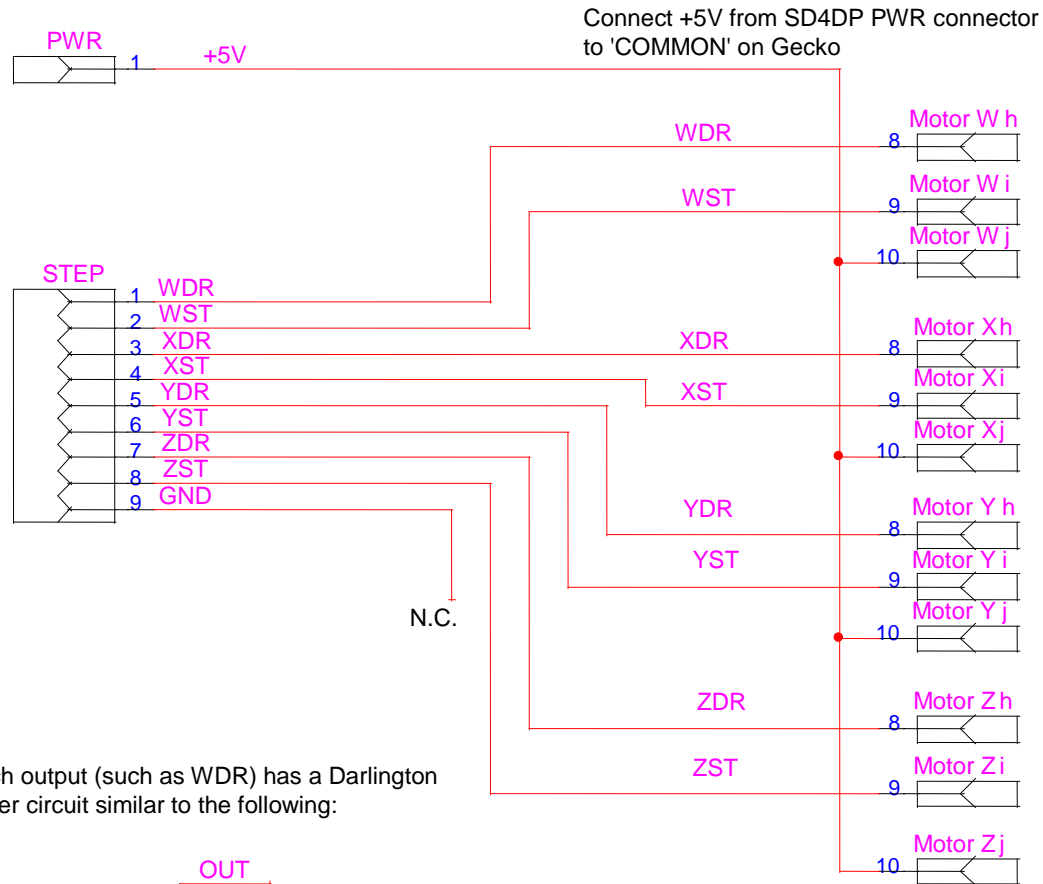 Connect +5V from SD4DP PWR connector
to 'COMMON' on Gecko
PWR
1
+5V
WDR
8
Motor W h
WST
9
Motor W i
10
Motor W j
STEP
1 WDR
2 WST
3 XDR
4 XST
5 YDR
6 YST
7 ZDR
8 ZST
9 GND
XDR
8
Motor X h
XST
9
Motor X i
10
Motor X j
YDR
8
Motor Y h
YST
9
Motor Y i
N.C.
10
Motor Y j
ZDR
8
Motor Z h
ZST
9
Motor Z i
10
Motor Z j
ch output (such as WDR) has a Darlington
er circuit similar to the following:
OUT